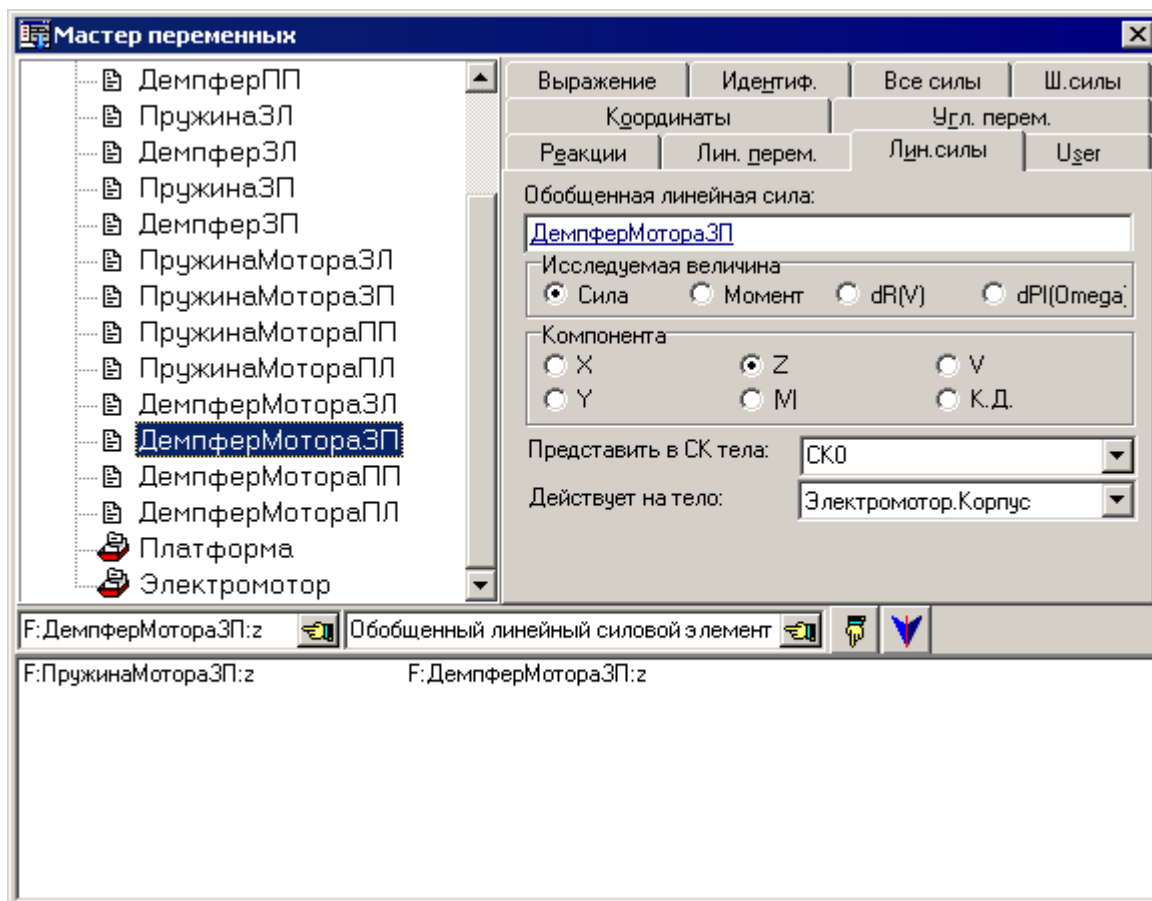 Мастер переменных
ДемпферПП
ПружинаЗЛ
ДемпферЗЛ
ПружинаЗП
ДемпферЗП
ПружинаМотораЗЛ
ПружинаМотораЗП
ПружинаМотораПП
ПружинаМотораПЛ
ДемпферМотораЗЛ
ДемпферМотораЗП
ДемпферМотораПП
ДемпферМотораПЛ
Платформа
Электромотор
Выражение Идентиф. Все силы Ш.силы
Координаты Угл. перем.
Реакции Лин. перем. Лин.силы User
Обобщенная линейная сила:
ДемпферМотораЗП
Исследуемая величина
Сила Момент dR(V) dPI(Omega)
Компонента
X Z V
Y |V| К.Д.
Представить в СК тела: СК0
Действует на тело: Электромотор.Корпус
F:ДемпферМотораЗП:z Обобщенный линейный силовой элемент
F:ПружинаМотораЗП:z F:ДемпферМотораЗП:z